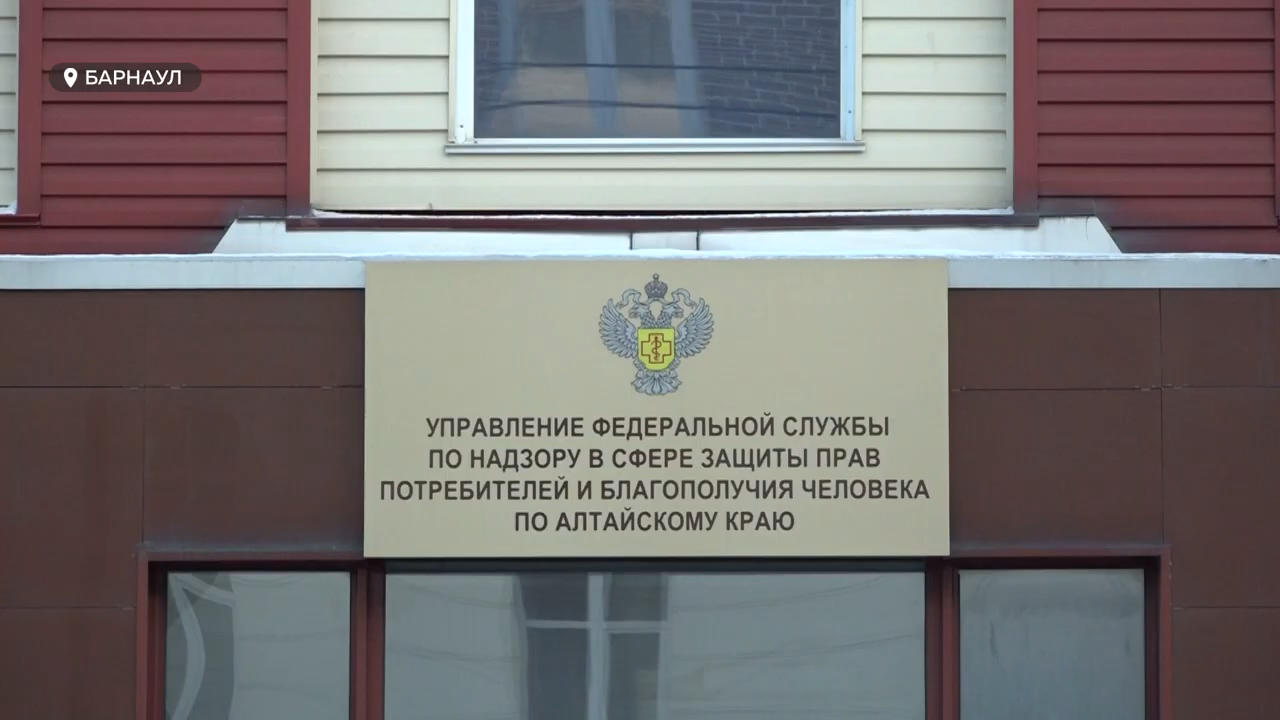 БАРНАУЛ
УПРАВЛЕНИЕ ФЕДЕРАЛЬНОЙ СЛУЖБЫ
ПО НАДЗОРУ В СФЕРЕ ЗАЩИТЫ ПРАВ
ПОТРЕБИТЕЛЕЙ И БЛАГОПОЛУЧИЯ ЧЕЛОВЕКА
ПО АЛТАЙСКОМУ КРАЮ